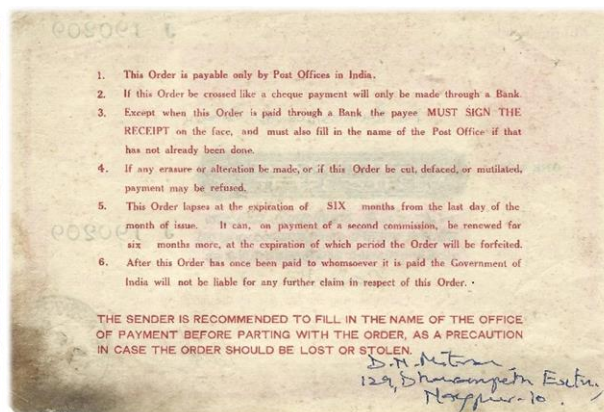 1. This Order is payable only by Post Offices in India.
2. If this Order be crossed like a cheque payment will only be made through a Bank.
3. Except when this Order is paid through a Bank the payee MUST SIGN THE
RECEIPT on the face, and must also fill in the name of the Post Office if that
has not already been done.
4. If any erasure or alteration be made, or if this Order be cut, defaced, or mutilated,
payment may be refused.
5. This Order lapses at the expiration of SIX months from the last day of the
month of issue. It can, on payment of a second commission, be renewed for
six months more, at the expiration of which period the Order will be forfeited.
6. After this Order has once been paid to whomsoever it is paid the Government of
India will not be liable for any further claim in respect of this Order.
THE SENDER IS RECOMMENDED TO FILL IN THE NAME OF THE OFFICE
OF PAYMENT BEFORE PARTING WITH THE ORDER, AS A PRECAUTION
IN CASE THE ORDER SHOULD BE LOST OR STOLEN.
D.N.
129, Dharampeth Extn,
Nagpur-10.